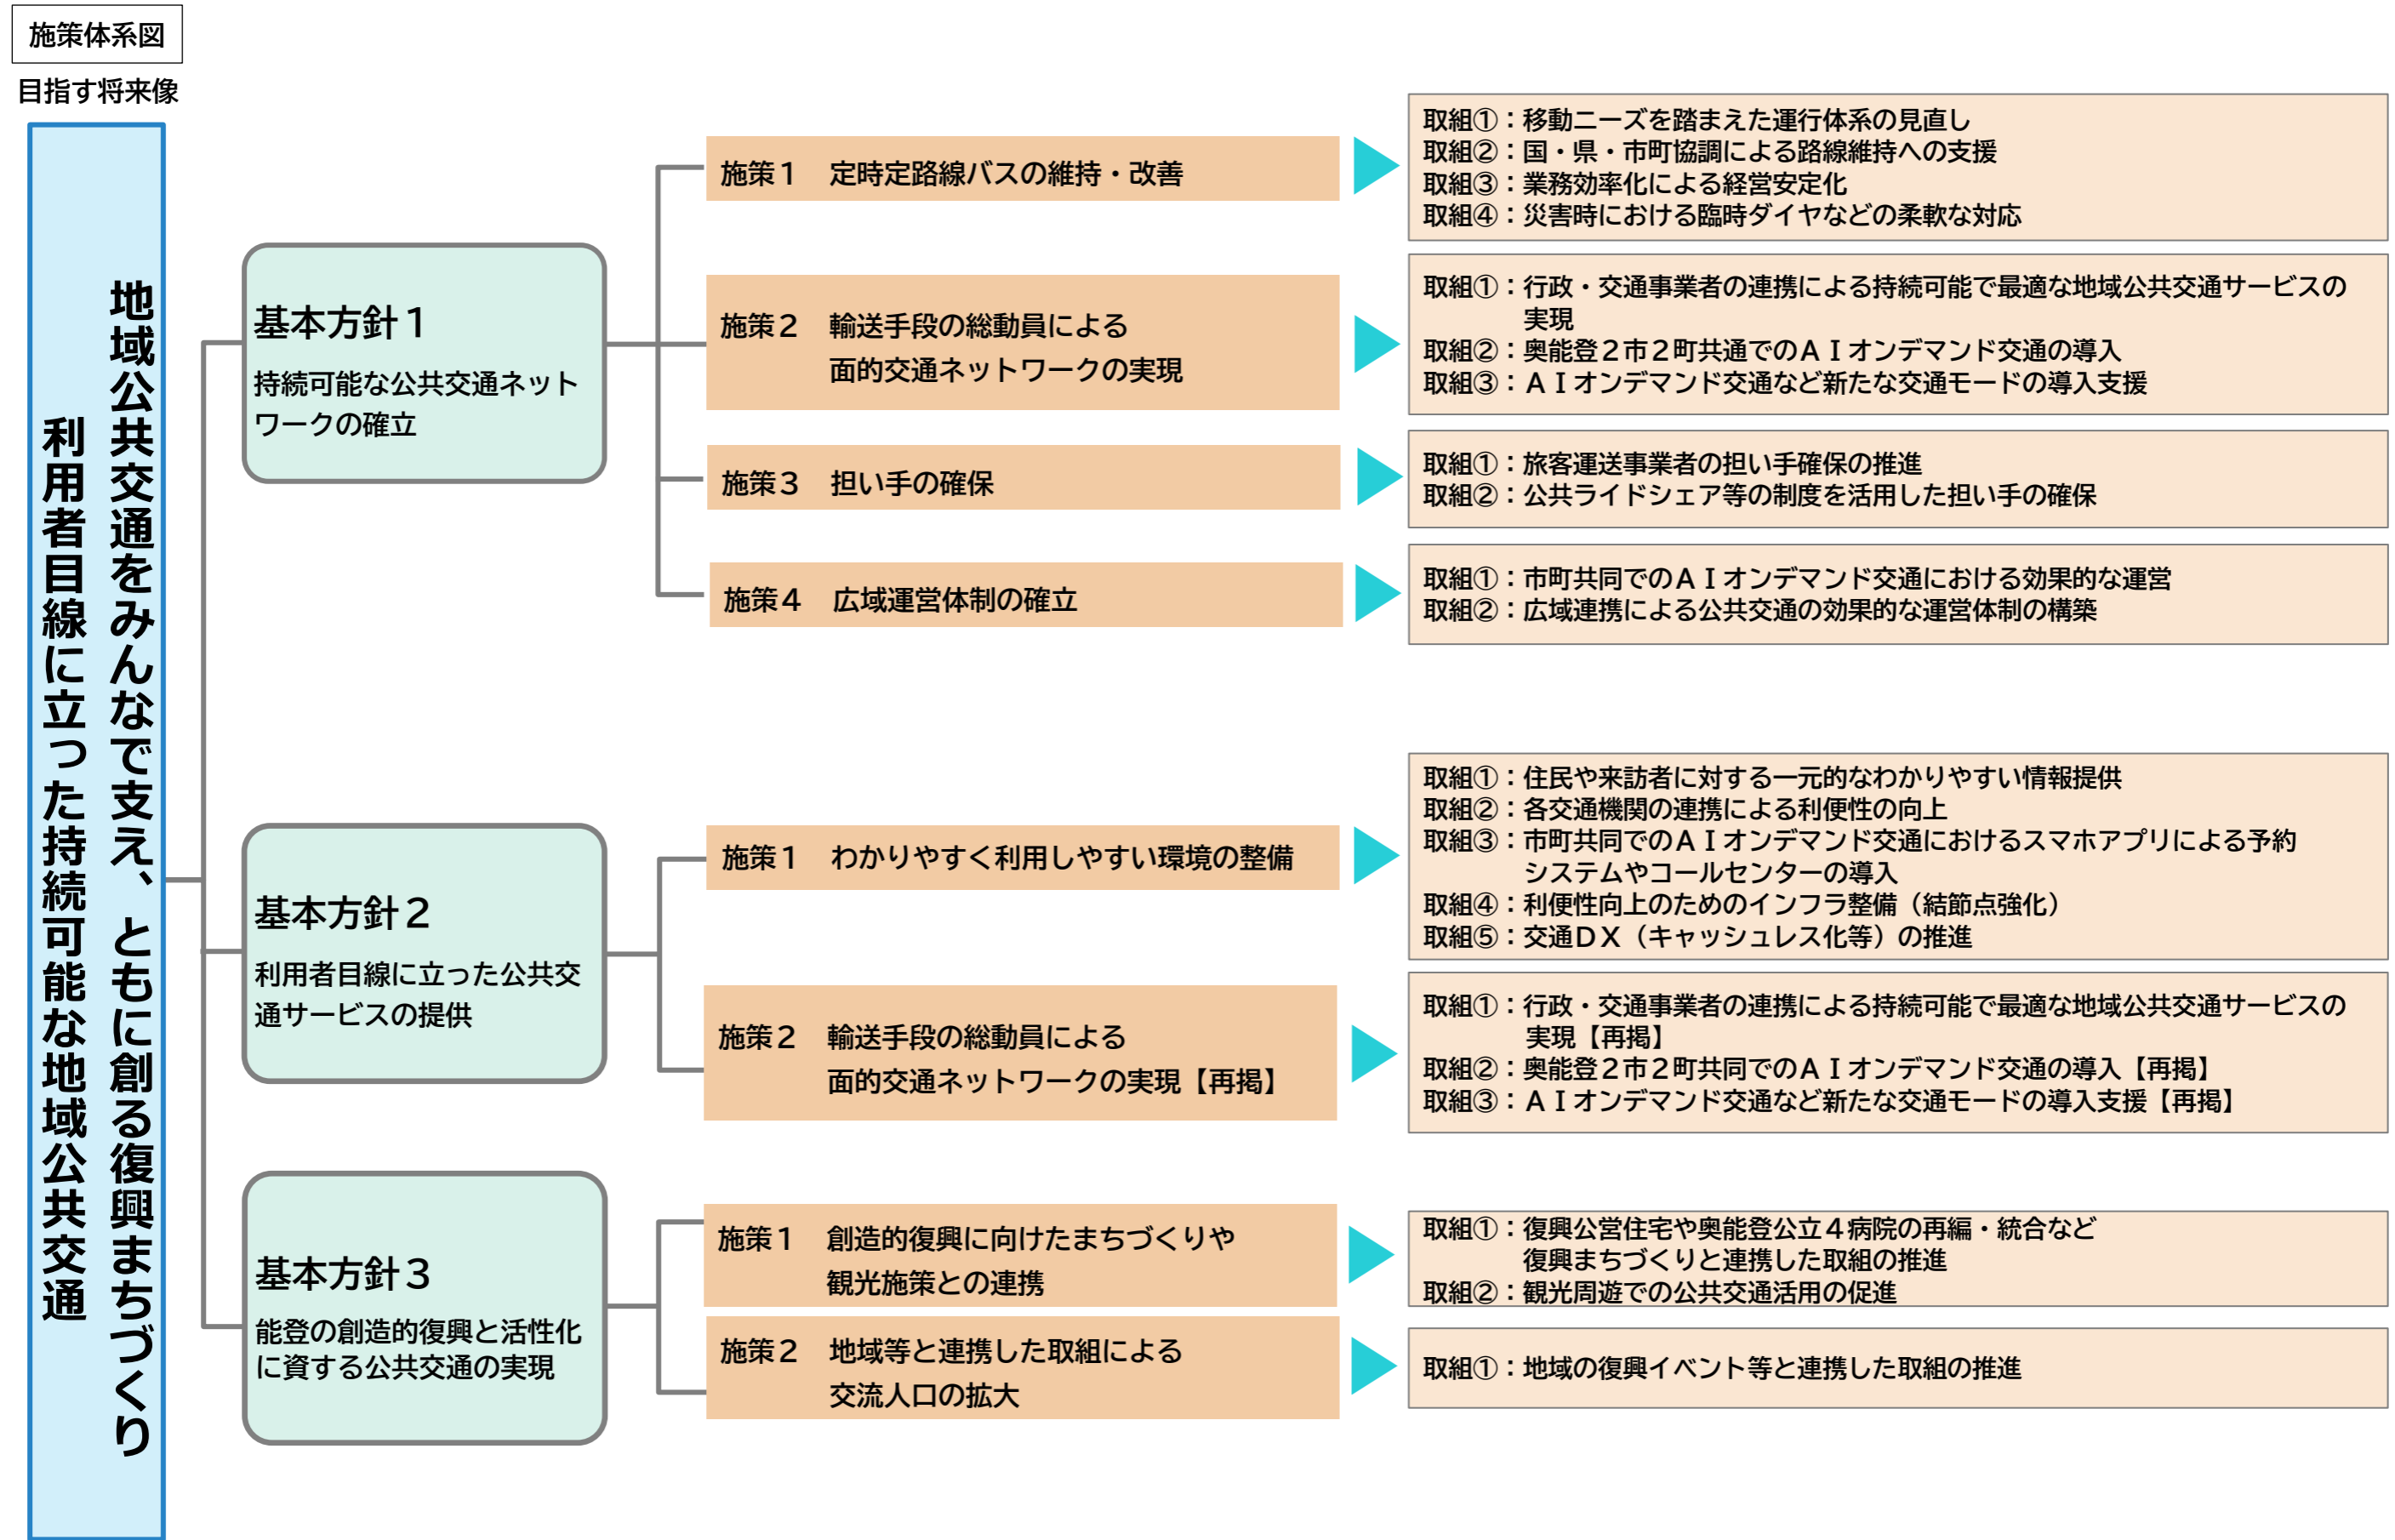 施策体系図
目指す将来像
地域公共交通をみんなで支え、ともに創る復興まちづくり
利用者目線に立った持続可能な地域公共交通
基本方針１
持続可能な公共交通ネット
ワークの確立
施策１　定時定路線バスの維持・改善
取組①：移動ニーズを踏まえた運行体系の見直し
取組②：国・県・市町協調による路線維持への支援
取組③：業務効率化による経営安定化
取組④：災害時における臨時ダイヤなどの柔軟な対応
施策２　輸送手段の総動員による
面的交通ネットワークの実現
取組①：行政・交通事業者の連携による持続可能で最適な地域公共交通サービスの
実現
取組②：奥能登２市２町共通でのＡＩオンデマンド交通の導入
取組③：ＡＩオンデマンド交通など新たな交通モードの導入支援
施策３　担い手の確保
取組①：旅客運送事業者の担い手確保の推進
取組②：公共ライドシェア等の制度を活用した担い手の確保
施策４　広域運営体制の確立
取組①：市町共同でのＡＩオンデマンド交通における効果的な運営
取組②：広域連携による公共交通の効果的な運営体制の構築
基本方針２
利用者目線に立った公共交
通サービスの提供
施策１　わかりやすく利用しやすい環境の整備
取組①：住民や来訪者に対する一元的なわかりやすい情報提供
取組②：各交通機関の連携による利便性の向上
取組③：市町共同でのＡＩオンデマンド交通におけるスマホアプリによる予約
システムやコールセンターの導入
取組④：利便性向上のためのインフラ整備（結節点強化）
取組⑤：交通ＤＸ（キャッシュレス化等）の推進
施策２　輸送手段の総動員による
面的交通ネットワークの実現【再掲】
取組①：行政・交通事業者の連携による持続可能で最適な地域公共交通サービスの
実現【再掲】
取組②：奥能登２市２町共同でのＡＩオンデマンド交通の導入【再掲】
取組③：ＡＩオンデマンド交通など新たな交通モードの導入支援【再掲】
基本方針３
能登の創造的復興と活性化
に資する公共交通の実現
施策１　創造的復興に向けたまちづくりや
観光施策との連携
取組①：復興公営住宅や奥能登公立４病院の再編・統合など
復興まちづくりと連携した取組の推進
取組②：観光周遊での公共交通活用の促進
施策２　地域等と連携した取組による
交流人口の拡大
取組①：地域の復興イベント等と連携した取組の推進